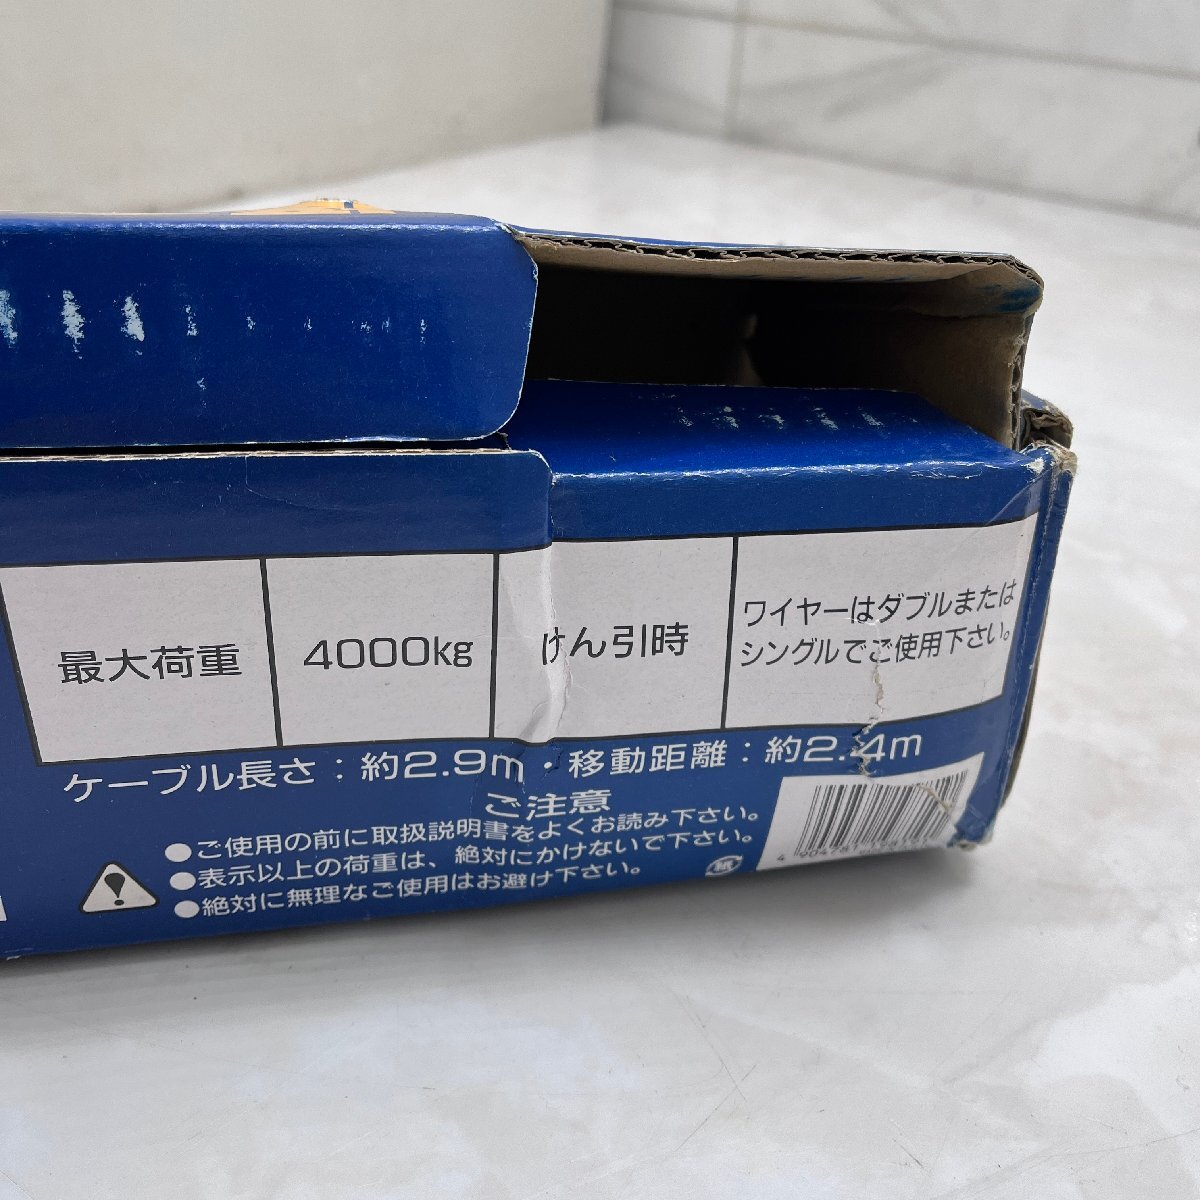 最大荷重
4000kg
けん引時
ワイヤーはダブルまたは
シングルでご使用下さい。
ケーブル長さ：約2.9m・移動距離：約2.4m
ご注意
●ご使用の前に取扱説明書をよくお読み下さい。
●表示以上の荷重は、絶対にかけないで下さい。
●絶対に無理なご使用はお避け下さい。